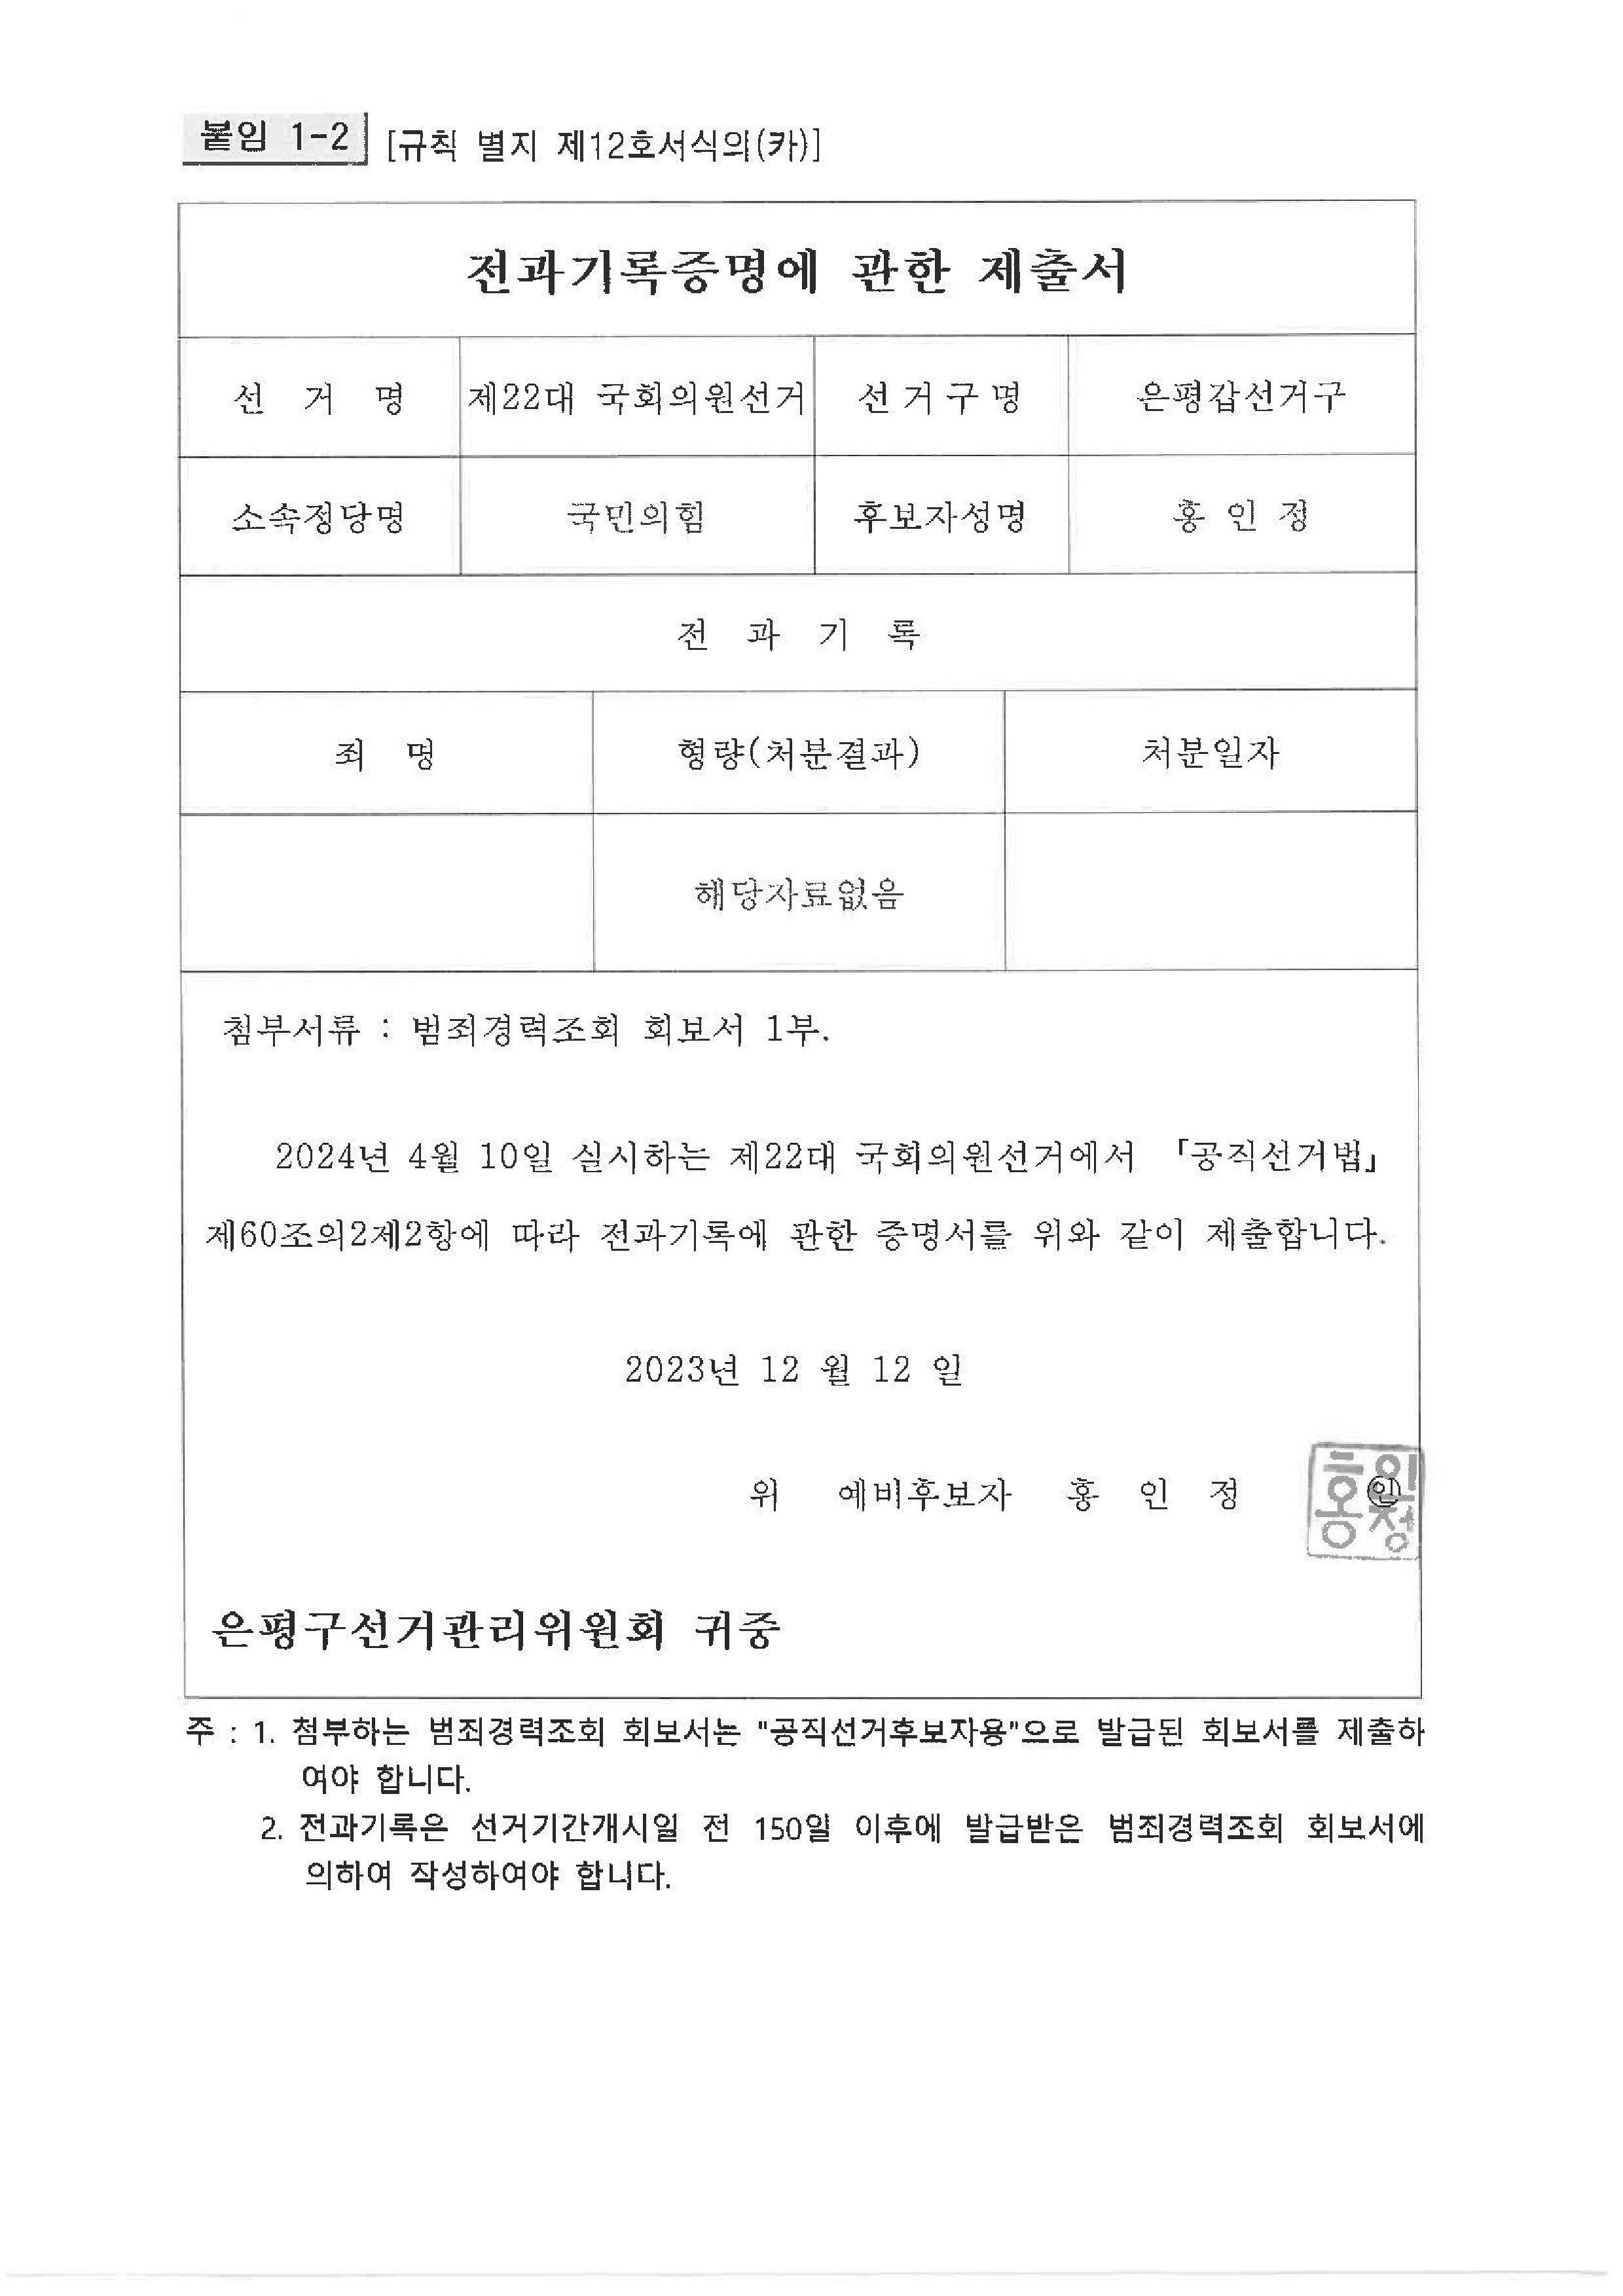 붙임 1-2 [규칙 별지 제12호서식의(카)]
전과기록증명에 관한 제출서
선 거 명 제22대 국회의원선거 선 거 구 명 은평갑선거구
소속정당명 국민의힘 후보자성명 홍 인 정
전 과 기 록
죄 명 형량(처분결과) 처분일자
해당자료없음
첨부서류 : 범죄경력조회 회보서 1부.
2024년 4월 10일 실시하는 제22대 국회의원선거에서 「공직선거법」
제60조의2제2항에 따라 전과기록에 관한 증명서를 위와 같이 제출합니다.
2023년 12 월 12 일
위 예비후보자 홍 인 정 ㊞
홍인정
은평구선거관리위원회 귀중
주 : 1. 첨부하는 범죄경력조회 회보서는 "공직선거후보자용"으로 발급된 회보서를 제출하
여야 합니다.
2. 전과기록은 선거기간개시일 전 150일 이후에 발급받은 범죄경력조회 회보서에
의하여 작성하여야 합니다.